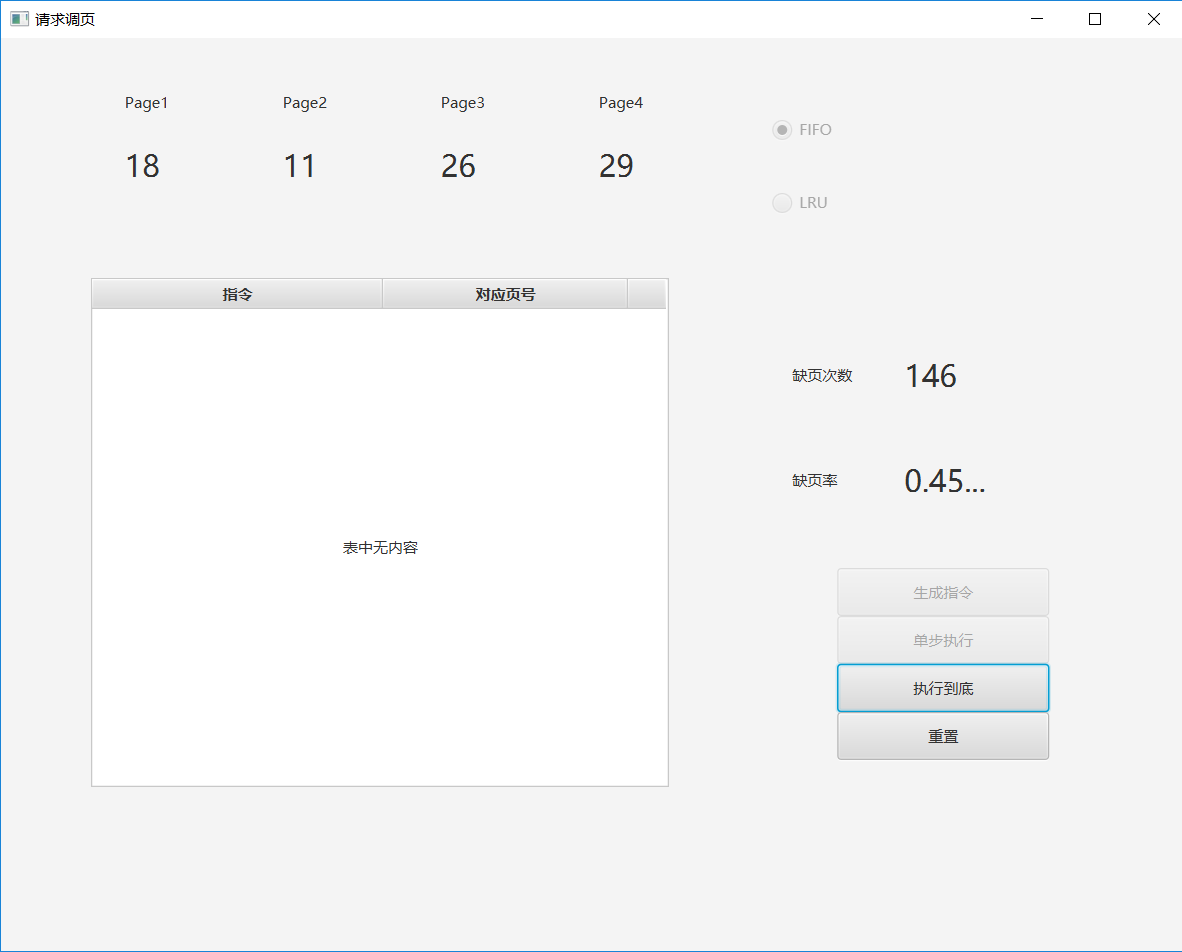 请求调页
Page1 Page2 Page3 Page4
FIFO
18 11 26 29
LRU
指令 对应页号
表中无内容
缺页次数 146
缺页率 0.45...
生成指令
单步执行
执行到底
重置